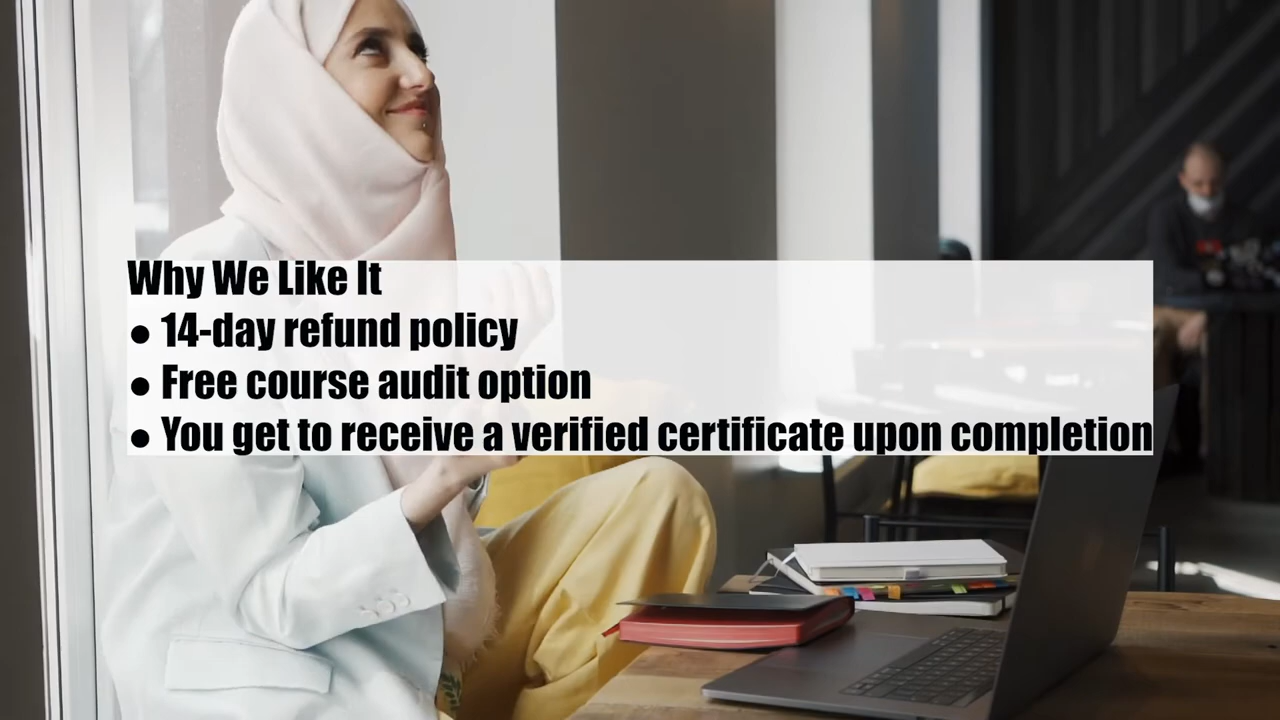 Why We Like It
● 14-day refund policy
● Free course audit option
● You get to receive a verified certificate upon completion